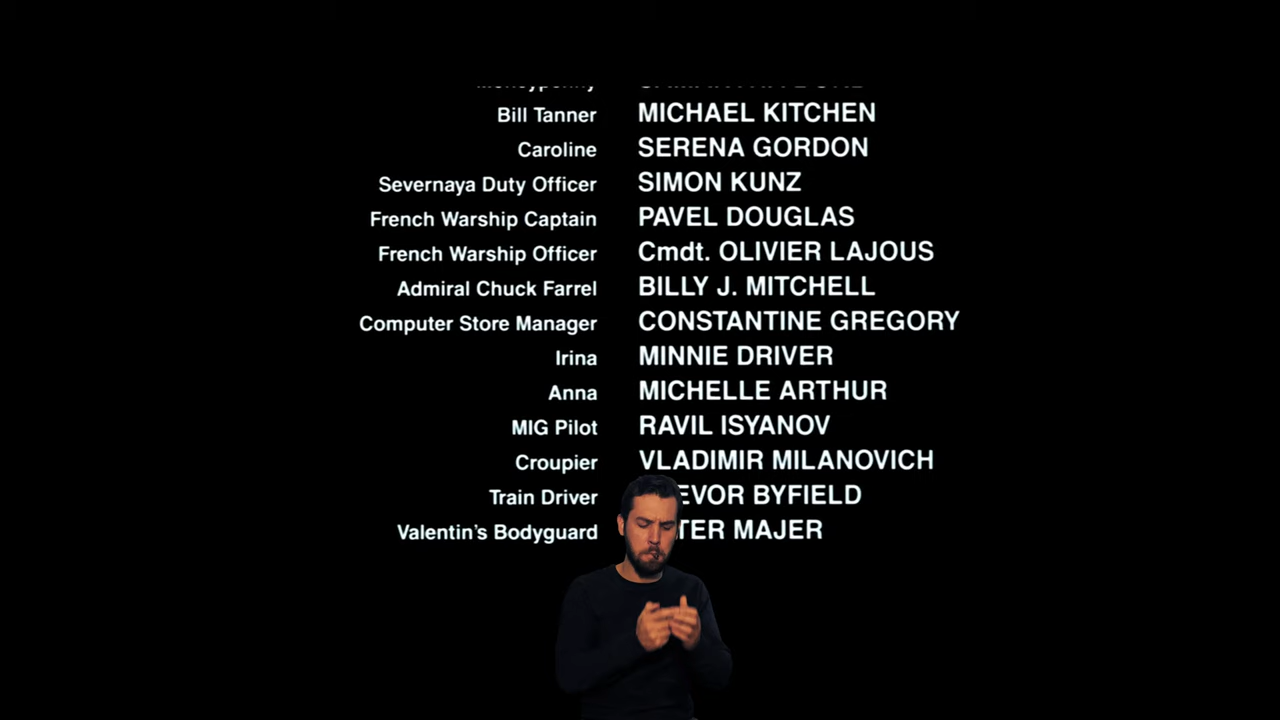 Bill Tanner MICHAEL KITCHEN
Caroline SERENA GORDON
Severnaya Duty Officer SIMON KUNZ
French Warship Captain PAVEL DOUGLAS
French Warship Officer Cmdt. OLIVIER LAJOUS
Admiral Chuck Farrel BILLY J. MITCHELL
Computer Store Manager CONSTANTINE GREGORY
Irina MINNIE DRIVER
Anna MICHELLE ARTHUR
MIG Pilot RAVIL ISYANOV
Croupier VLADIMIR MILANOVICH
Train Driver BYFIELD
Valentin's Bodyguard MAJER